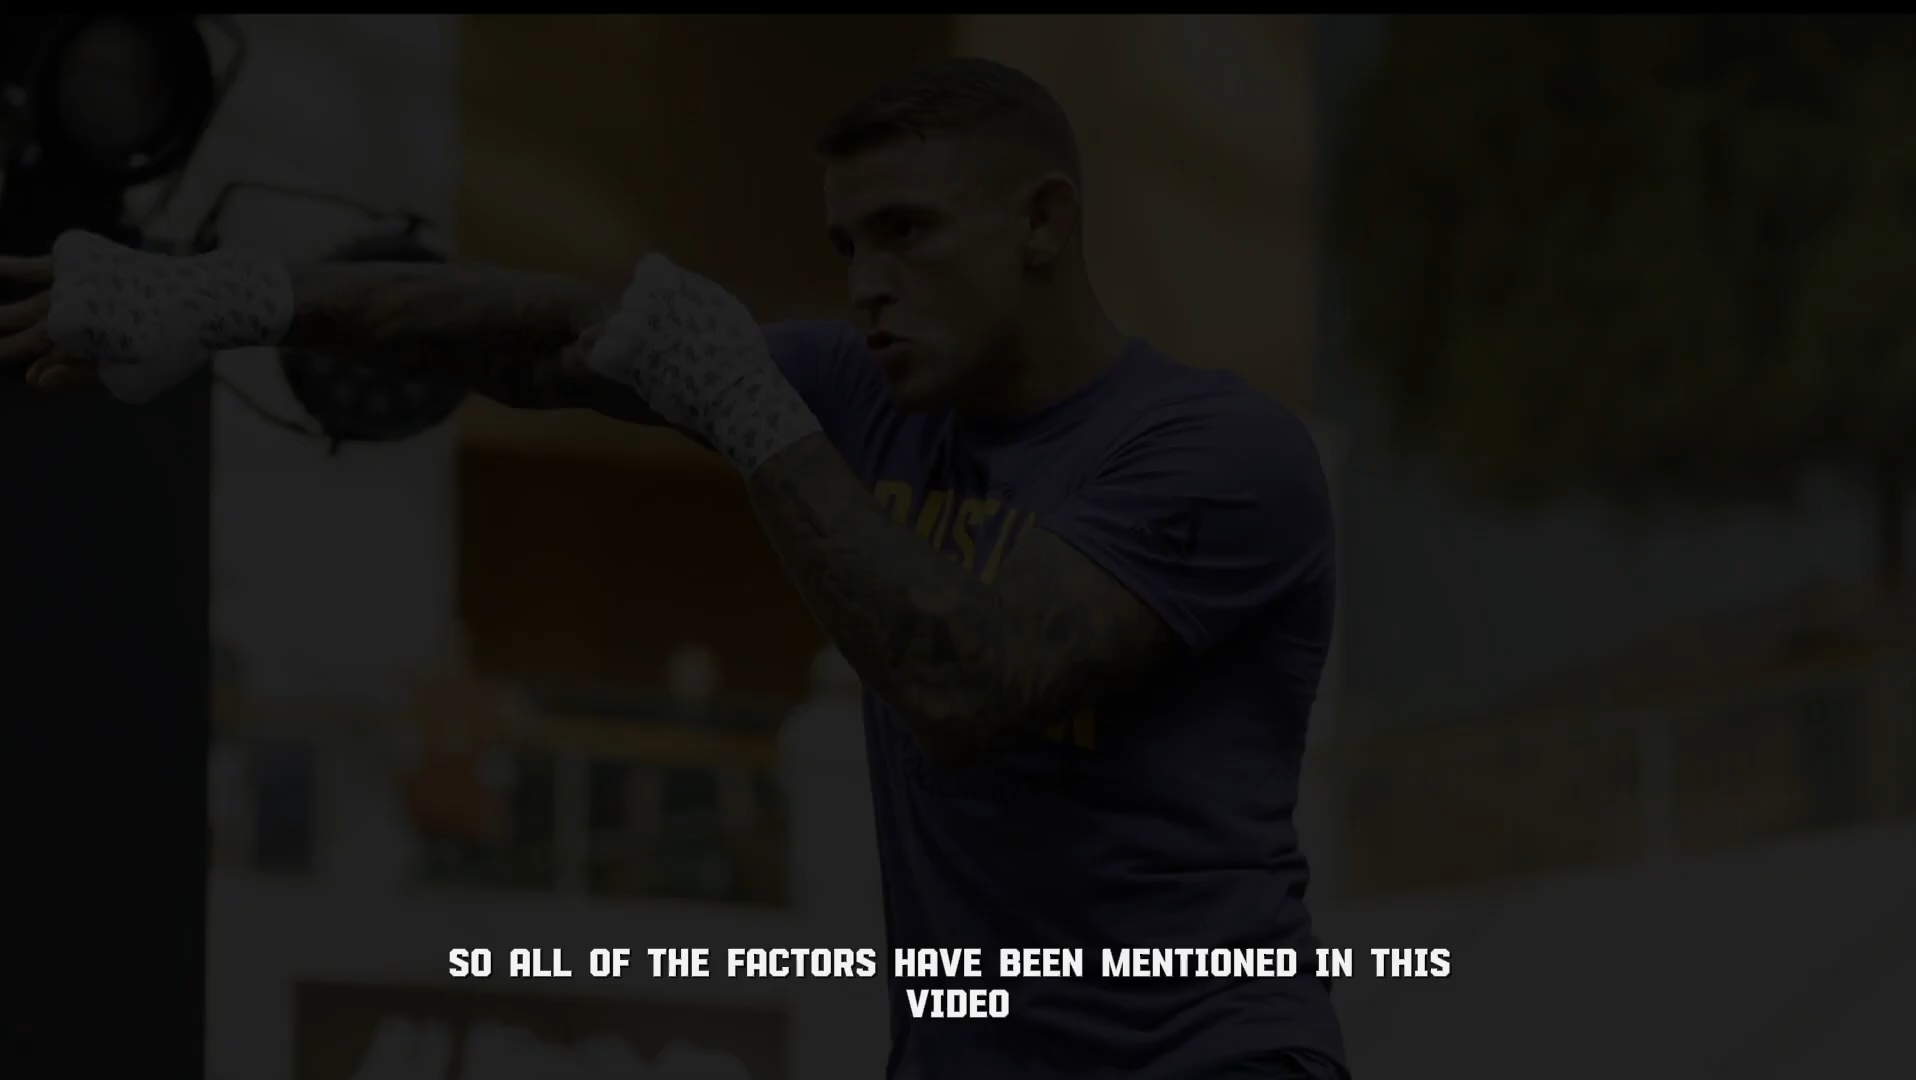 SO ALL OF THE FACTORS HAVE BEEN MENTIONED IN THIS
VIDEO